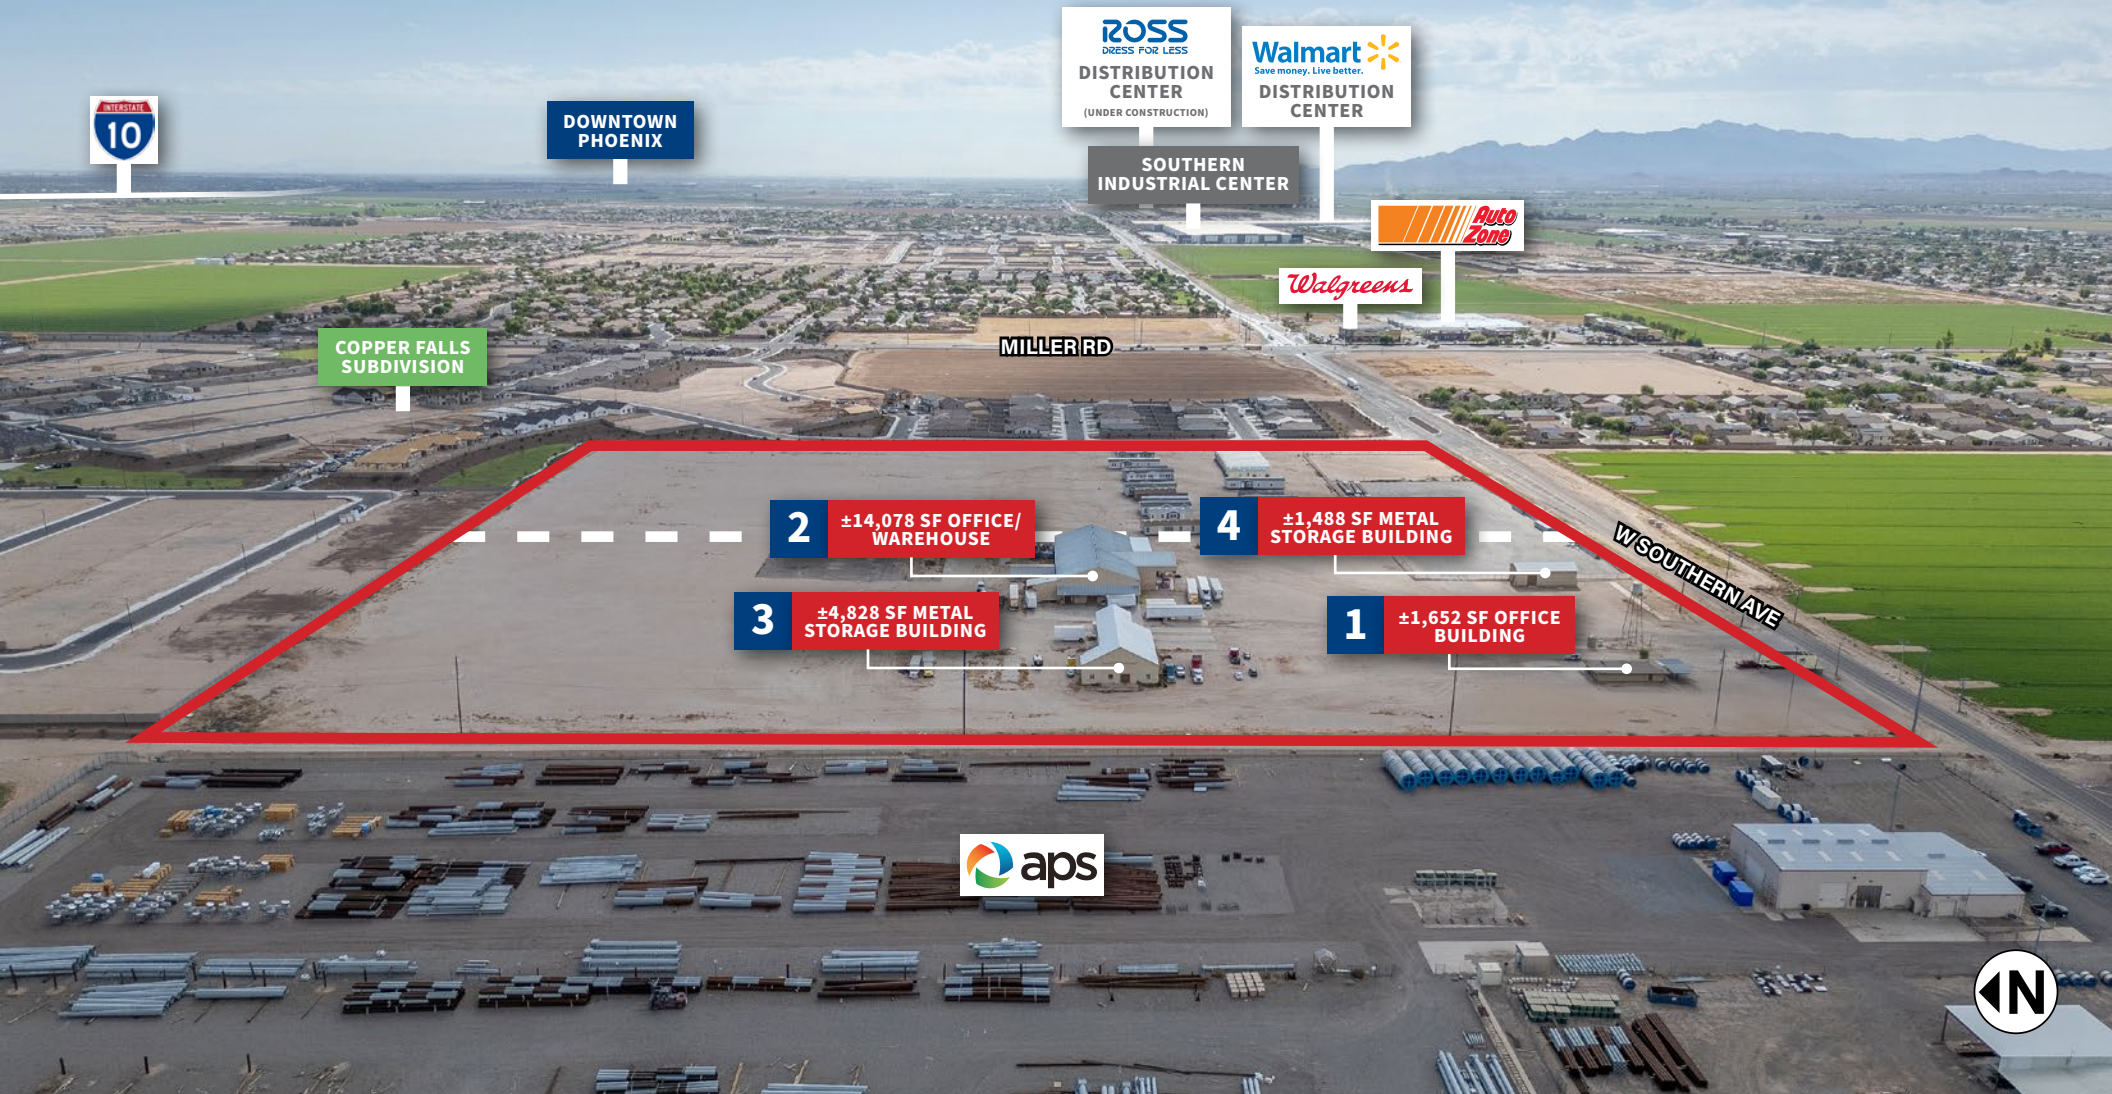 INTERSTATE
10
DOWNTOWN
PHOENIX
ROSS
DRESS FOR LESS
DISTRIBUTION
CENTER
(UNDER CONSTRUCTION)
Walmart
Save money. Live better.
DISTRIBUTION
CENTER
SOUTHERN
INDUSTRIAL CENTER
Auto
Zone
Walgreens
COPPER FALLS
SUBDIVISION
MILLER RD
2
±14,078 SF OFFICE/
WAREHOUSE
4
±1,488 SF METAL
STORAGE BUILDING
W SOUTHERN AVE
3
±4,828 SF METAL
STORAGE BUILDING
1
±1,652 SF OFFICE
BUILDING
aps
N